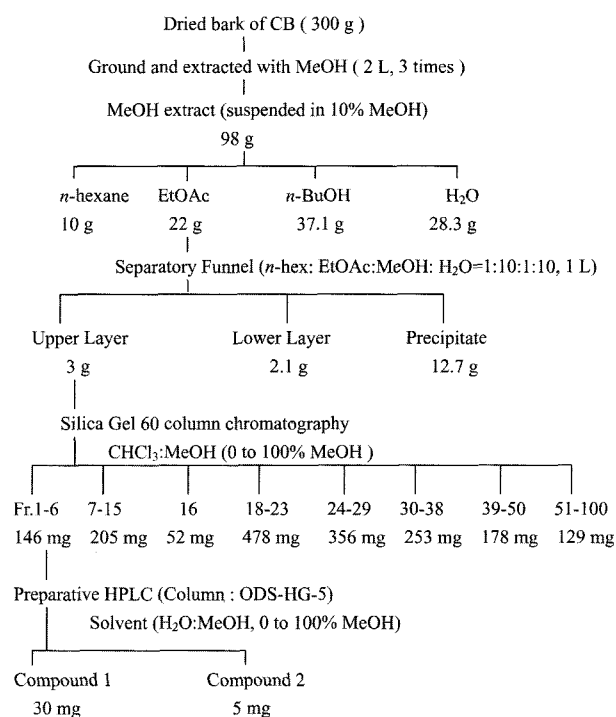 Dried bark of CB ( 300 g )
Ground and extracted with MeOH ( 2 L, 3 times )
MeOH extract (suspended in 10% MeOH)
98 g
n-hexane EtOAc n-BuOH H₂O
10 g 22 g 37.1 g 28.3 g
Separatory Funnel (n-hex: EtOAc:MeOH: H₂O=1:10:1:10, 1 L)
Upper Layer Lower Layer Precipitate
3 g 2.1 g 12.7 g
Silica Gel 60 column chromatography
CHCl₃:MeOH (0 to 100% MeOH )
Fr.1-6 7-15 16 18-23 24-29 30-38 39-50 51-100
146 mg 205 mg 52 mg 478 mg 356 mg 253 mg 178 mg 129 mg
Preparative HPLC (Column : ODS-HG-5)
Solvent (H₂O:MeOH, 0 to 100% MeOH)
Compound 1 Compound 2
30 mg 5 mg